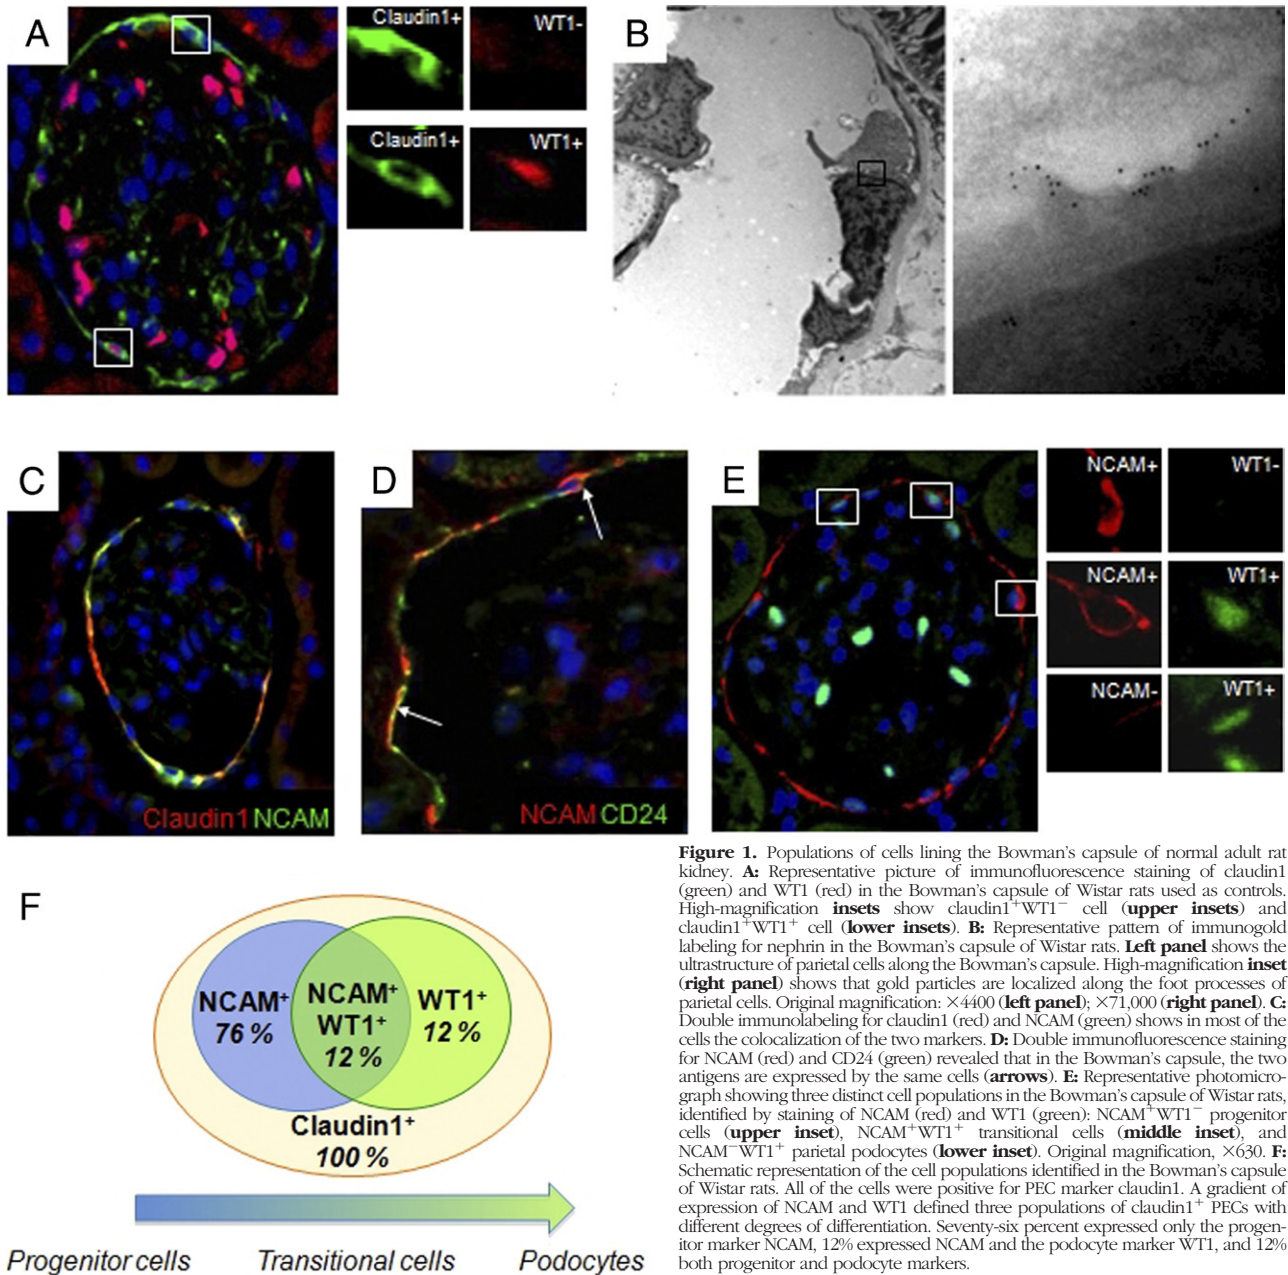 A
Claudin1+
WT1-
Claudin1+
WT1+
B
C
Claudin1 NCAM
D
NCAM CD24
E
NCAM+
WT1-
NCAM+
WT1+
NCAM-
WT1+
F
NCAM+
76 %
NCAM+
WT1+
12 %
WT1+
12 %
Claudin1+
100 %
Progenitor cells
Transitional cells
Podocytes
Figure 1. Populations of cells lining the Bowman's capsule of normal adult rat
kidney. A: Representative picture of immunofluorescence staining of claudin1
(green) and WT1 (red) in the Bowman's capsule of Wistar rats used as controls.
High-magnification insets show claudin1+WT1− cell (upper insets) and
claudin1+WT1+ cell (lower insets). B: Representative pattern of immunogold
labeling for nephrin in the Bowman's capsule of Wistar rats. Left panel shows the
ultrastructure of parietal cells along the Bowman's capsule. High-magnification inset
(right panel) shows that gold particles are localized along the foot processes of
parietal cells. Original magnification: ×4400 (left panel); ×71,000 (right panel). C:
Double immunolabeling for claudin1 (red) and NCAM (green) shows in most of the
cells the colocalization of the two markers. D: Double immunofluorescence staining
for NCAM (red) and CD24 (green) revealed that in the Bowman's capsule, the two
antigens are expressed by the same cells (arrows). E: Representative photomicro-
graph showing three distinct cell populations in the Bowman's capsule of Wistar rats,
identified by staining of NCAM (red) and WT1 (green): NCAM+WT1− progenitor
cells (upper inset), NCAM+WT1+ transitional cells (middle inset), and
NCAM−WT1+ parietal podocytes (lower inset). Original magnification, ×630. F:
Schematic representation of the cell populations identified in the Bowman's capsule
of Wistar rats. All of the cells were positive for PEC marker claudin1. A gradient of
expression of NCAM and WT1 defined three populations of claudin1+ PECs with
different degrees of differentiation. Seventy-six percent expressed only the progen-
itor marker NCAM, 12% expressed NCAM and the podocyte marker WT1, and 12%
both progenitor and podocyte markers.